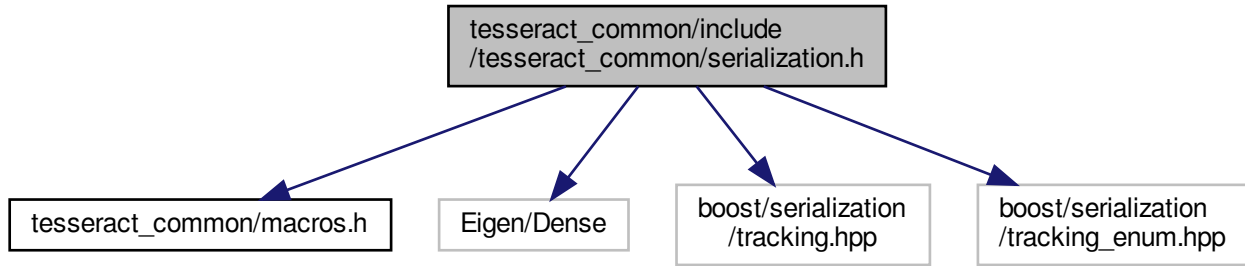 tesseract_common/include
/tesseract_common/serialization.h
tesseract_common/macros.h
Eigen/Dense
boost/serialization
/tracking.hpp
boost/serialization
/tracking_enum.hpp